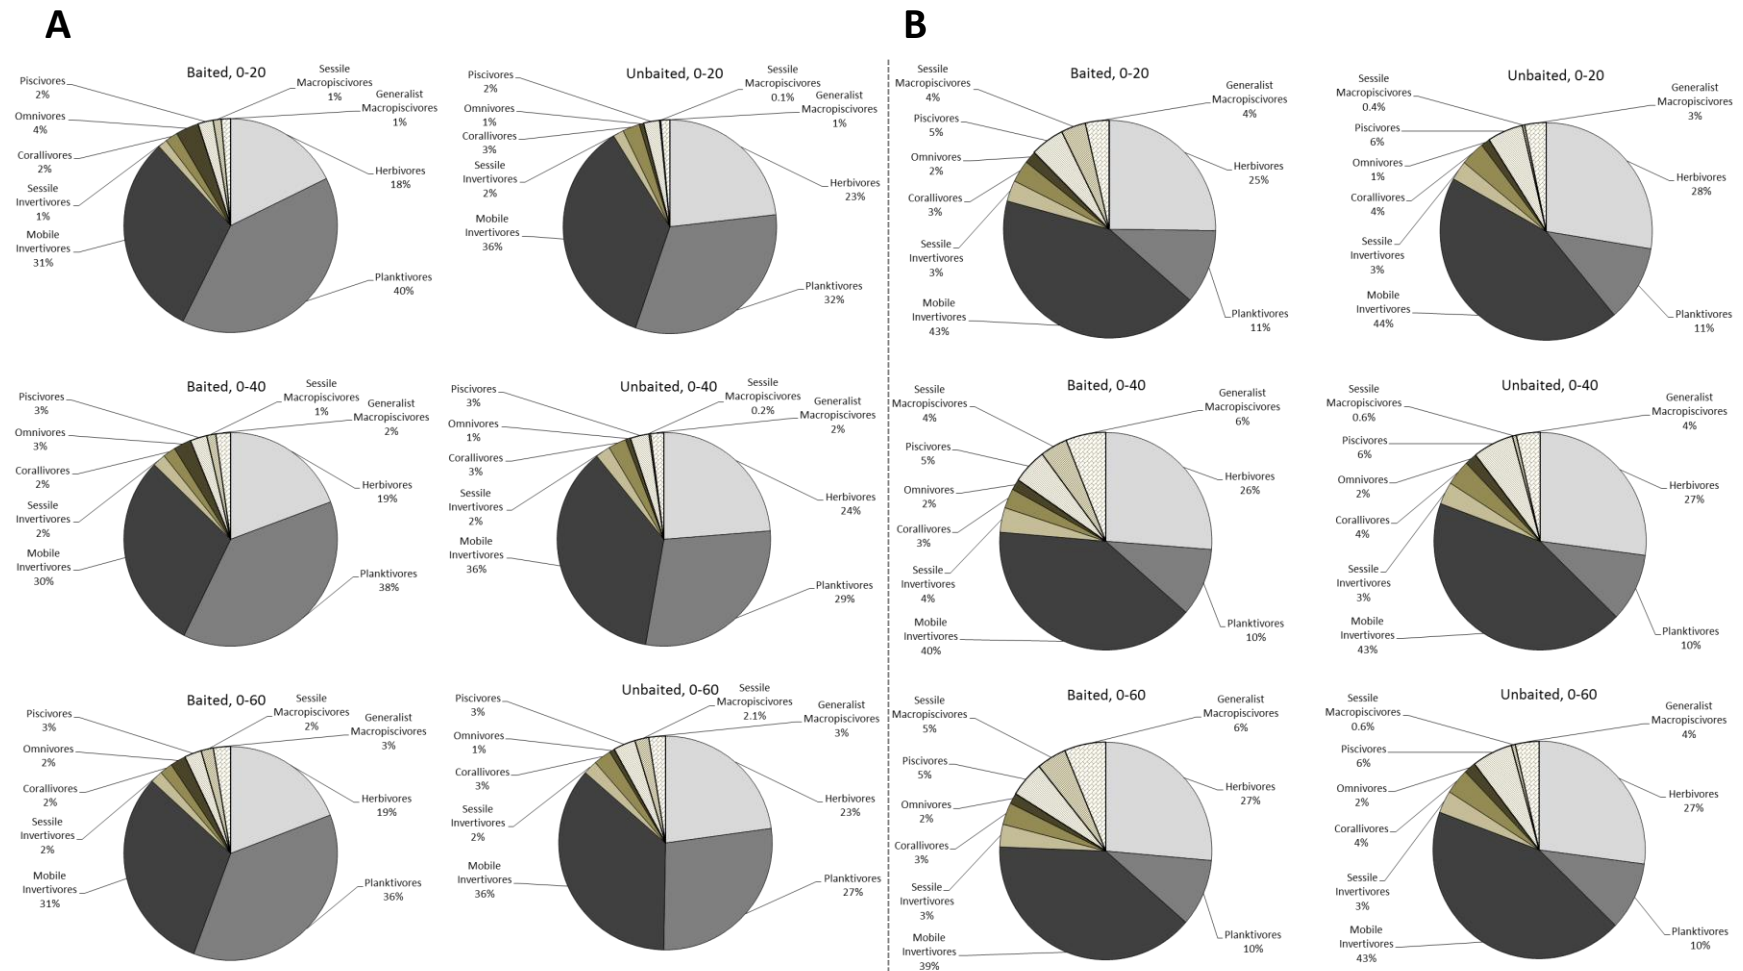 A
Baited, 0-20
Piscivores
2%
Omnivores
4%
Corallivores
2%
Sessile
Invertivores
1%
Mobile
Invertivores
31%
Sessile
Macropiscivores
1%
Generalist
Macropiscivores
1%
Herbivores
18%
Planktivores
40%
Unbaited, 0-20
Piscivores
2%
Omnivores
1%
Corallivores
3%
Sessile
Invertivores
2%
Mobile
Invertivores
36%
Sessile
Macropiscivores
0.1%
Generalist
Macropiscivores
1%
Herbivores
23%
Planktivores
32%
Baited, 0-40
Piscivores
3%
Omnivores
3%
Corallivores
2%
Sessile
Invertivores
2%
Mobile
Invertivores
30%
Sessile
Macropiscivores
1%
Generalist
Macropiscivores
2%
Herbivores
19%
Planktivores
38%
Unbaited, 0-40
Piscivores
3%
Omnivores
1%
Corallivores
3%
Sessile
Invertivores
2%
Mobile
Invertivores
36%
Sessile
Macropiscivores
0.2%
Generalist
Macropiscivores
2%
Herbivores
24%
Planktivores
29%
Baited, 0-60
Piscivores
3%
Omnivores
2%
Corallivores
2%
Sessile
Invertivores
2%
Mobile
Invertivores
31%
Sessile
Macropiscivores
2%
Generalist
Macropiscivores
3%
Herbivores
19%
Planktivores
36%
Unbaited, 0-60
Piscivores
3%
Omnivores
1%
Corallivores
3%
Sessile
Invertivores
2%
Mobile
Invertivores
36%
Sessile
Macropiscivores
2.1%
Generalist
Macropiscivores
3%
Herbivores
23%
Planktivores
27%
B
Baited, 0-20
Sessile
Macropiscivores
4%
Piscivores
5%
Omnivores
2%
Corallivores
3%
Sessile
Invertivores
3%
Mobile
Invertivores
43%
Generalist
Macropiscivores
4%
Herbivores
25%
Planktivores
11%
Unbaited, 0-20
Sessile
Macropiscivores
0.4%
Piscivores
6%
Omnivores
1%
Corallivores
4%
Sessile
Invertivores
3%
Mobile
Invertivores
44%
Generalist
Macropiscivores
3%
Herbivores
28%
Planktivores
11%
Baited, 0-40
Sessile
Macropiscivores
4%
Piscivores
5%
Omnivores
2%
Corallivores
3%
Sessile
Invertivores
4%
Mobile
Invertivores
40%
Generalist
Macropiscivores
6%
Herbivores
26%
Planktivores
10%
Unbaited, 0-40
Sessile
Macropiscivores
0.6%
Piscivores
6%
Omnivores
2%
Corallivores
4%
Sessile
Invertivores
3%
Mobile
Invertivores
43%
Generalist
Macropiscivores
4%
Herbivores
27%
Planktivores
10%
Baited, 0-60
Sessile
Macropiscivores
5%
Piscivores
5%
Omnivores
2%
Corallivores
3%
Sessile
Invertivores
3%
Mobile
Invertivores
39%
Generalist
Macropiscivores
6%
Herbivores
27%
Planktivores
10%
Unbaited, 0-60
Sessile
Macropiscivores
0.6%
Piscivores
6%
Omnivores
2%
Corallivores
4%
Sessile
Invertivores
3%
Mobile
Invertivores
43%
Generalist
Macropiscivores
4%
Herbivores
27%
Planktivores
10%